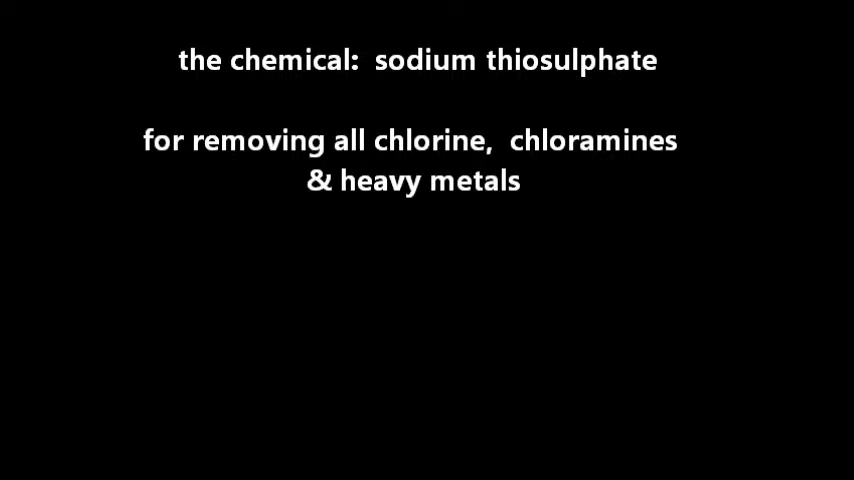 the chemical:  sodium thiosulphate
for removing all chlorine,  chloramines
& heavy metals